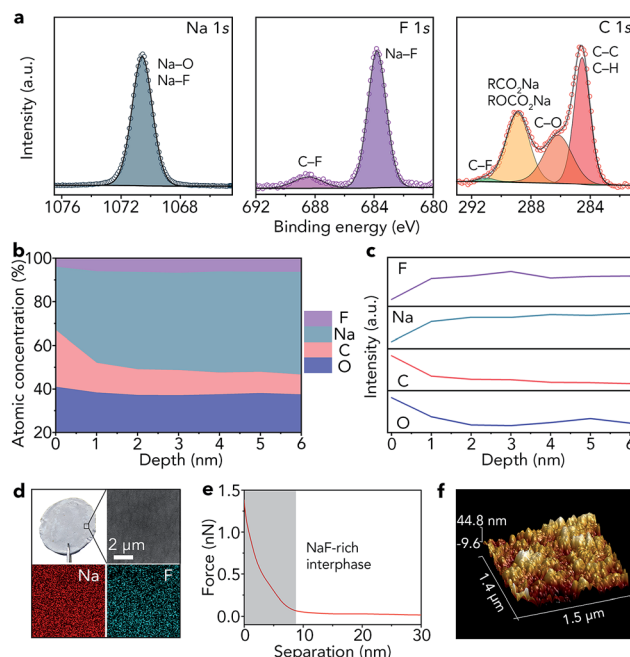 a
Na 1s
F 1s
C 1s
Intensity (a.u.)
Na–O
Na–F
Na–F
C–F
C–C
C–H
RCO2Na
ROCO2Na
C–O
C–F
1076 1072 1068
692 688 684 680
292 288 284
Binding energy (eV)
b
Atomic concentration (%)
100
80
60
40
20
0 1 2 3 4 5 6
Depth (nm)
F
Na
C
O
c
Intensity (a.u.)
F
Na
C
O
0 1 2 3 4 5 6
Depth (nm)
d
2 μm
Na
F
e
Force (nN)
1.5
1.0
0.5
0.0
NaF-rich
interphase
0 10 20 30
Separation (nm)
f
44.8 nm
-9.6
1.4 μm
1.5 μm